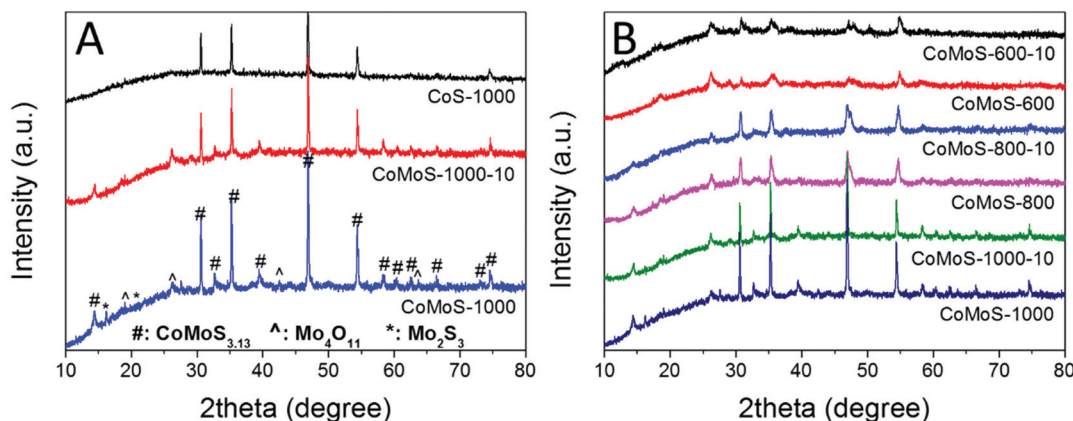 A
Intensity (a.u.)
CoS-1000
CoMoS-1000-10
#
#
#
#
#
#
#
#
#
#
#
#
#
^
^
^
^
*
*
CoMoS-1000
#: CoMoS3.13 ^: Mo4O11 *: Mo2S3
10 20 30 40 50 60 70 80
2theta (degree)
B
Intensity (a.u.)
CoMoS-600-10
CoMoS-600
CoMoS-800-10
CoMoS-800
CoMoS-1000-10
CoMoS-1000
10 20 30 40 50 60 70 80
2theta (degree)